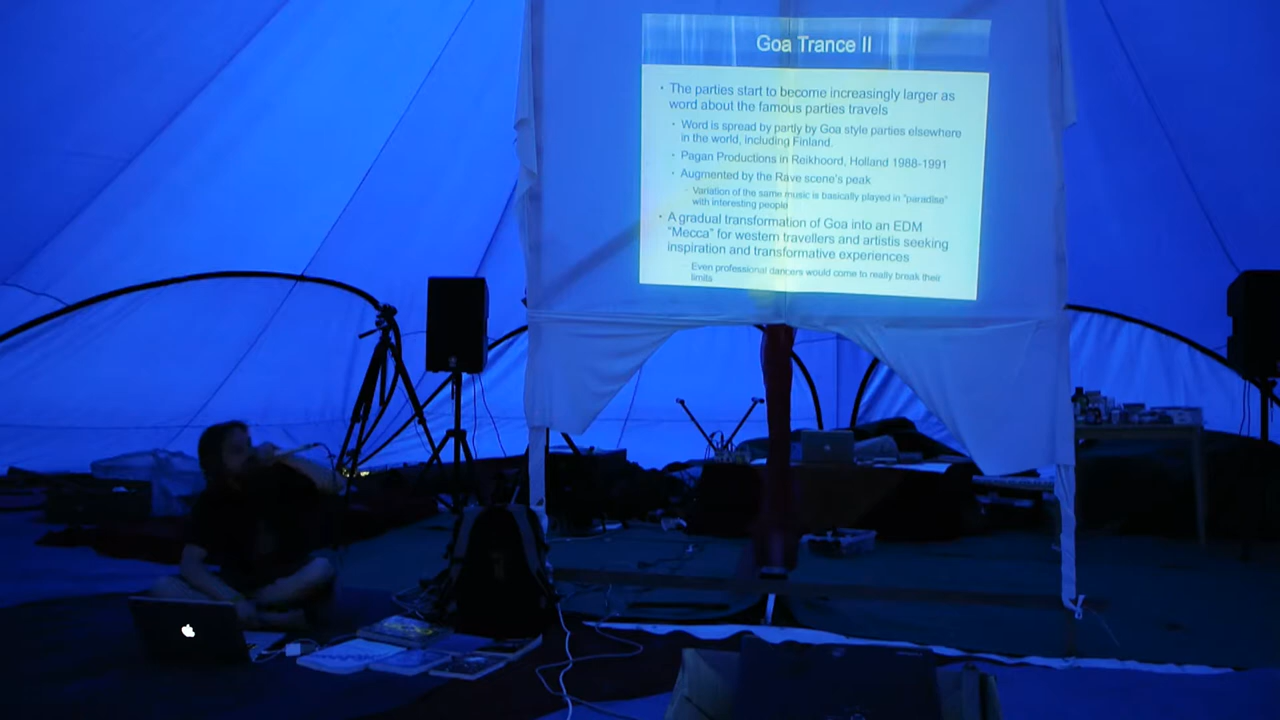 Goa Trance II
• The parties start to become increasingly larger as
word about the famous parties travels
• Word is spread by partly by Goa style parties elsewhere
in the world, including Finland.
• Pagan Productions in Reikhoord, Holland 1988-1991
• Augmented by the Rave scene's peak
– Variation of the same music is basically played in "paradise"
with interesting people
• A gradual transformation of Goa into an EDM
"Mecca" for western travellers and artistis seeking
inspiration and transformative experiences
– Even professional dancers would come to really break their
limits